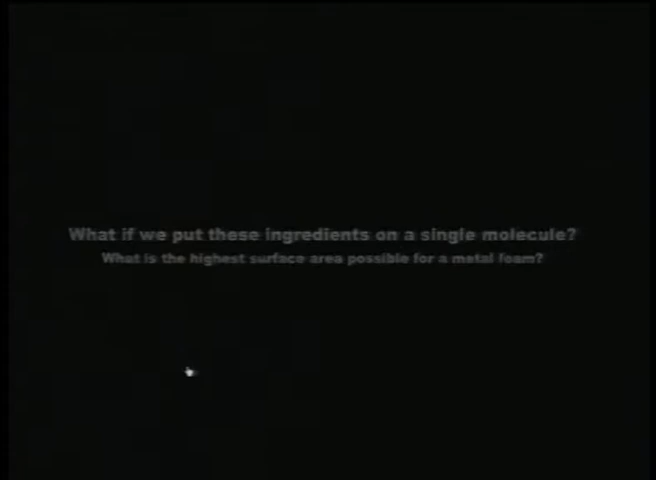 What if we put these ingredients on a single molecule?
What is the highest surface area possible for a metal foam?